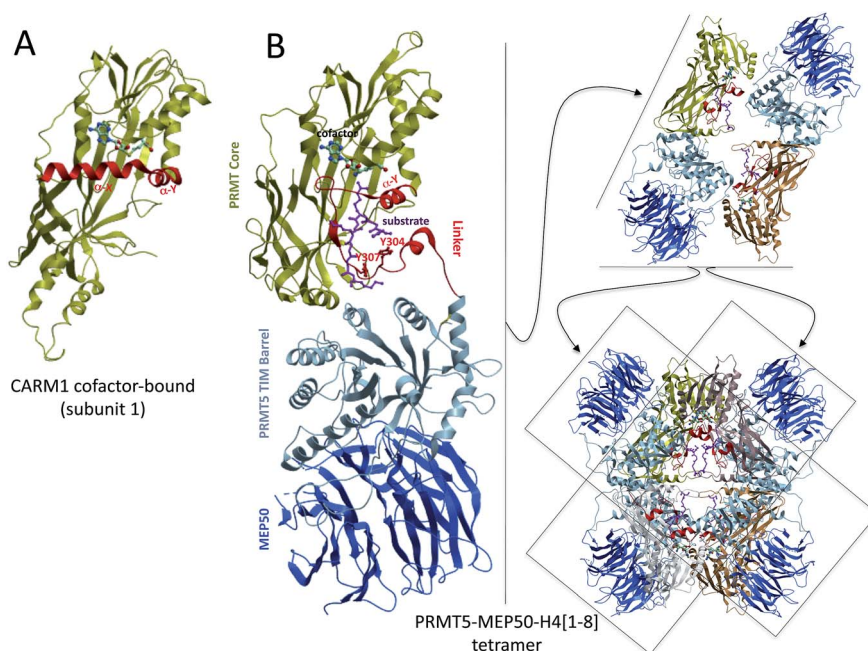 A
α-X
α-Y
CARM1 cofactor-bound
(subunit 1)
B
PRMT Core
cofactor
α-Y
substrate
Y304
Y307
Linker
PRMT5 TIM Barrel
MEP50
PRMT5-MEP50-H4[1-8]
tetramer